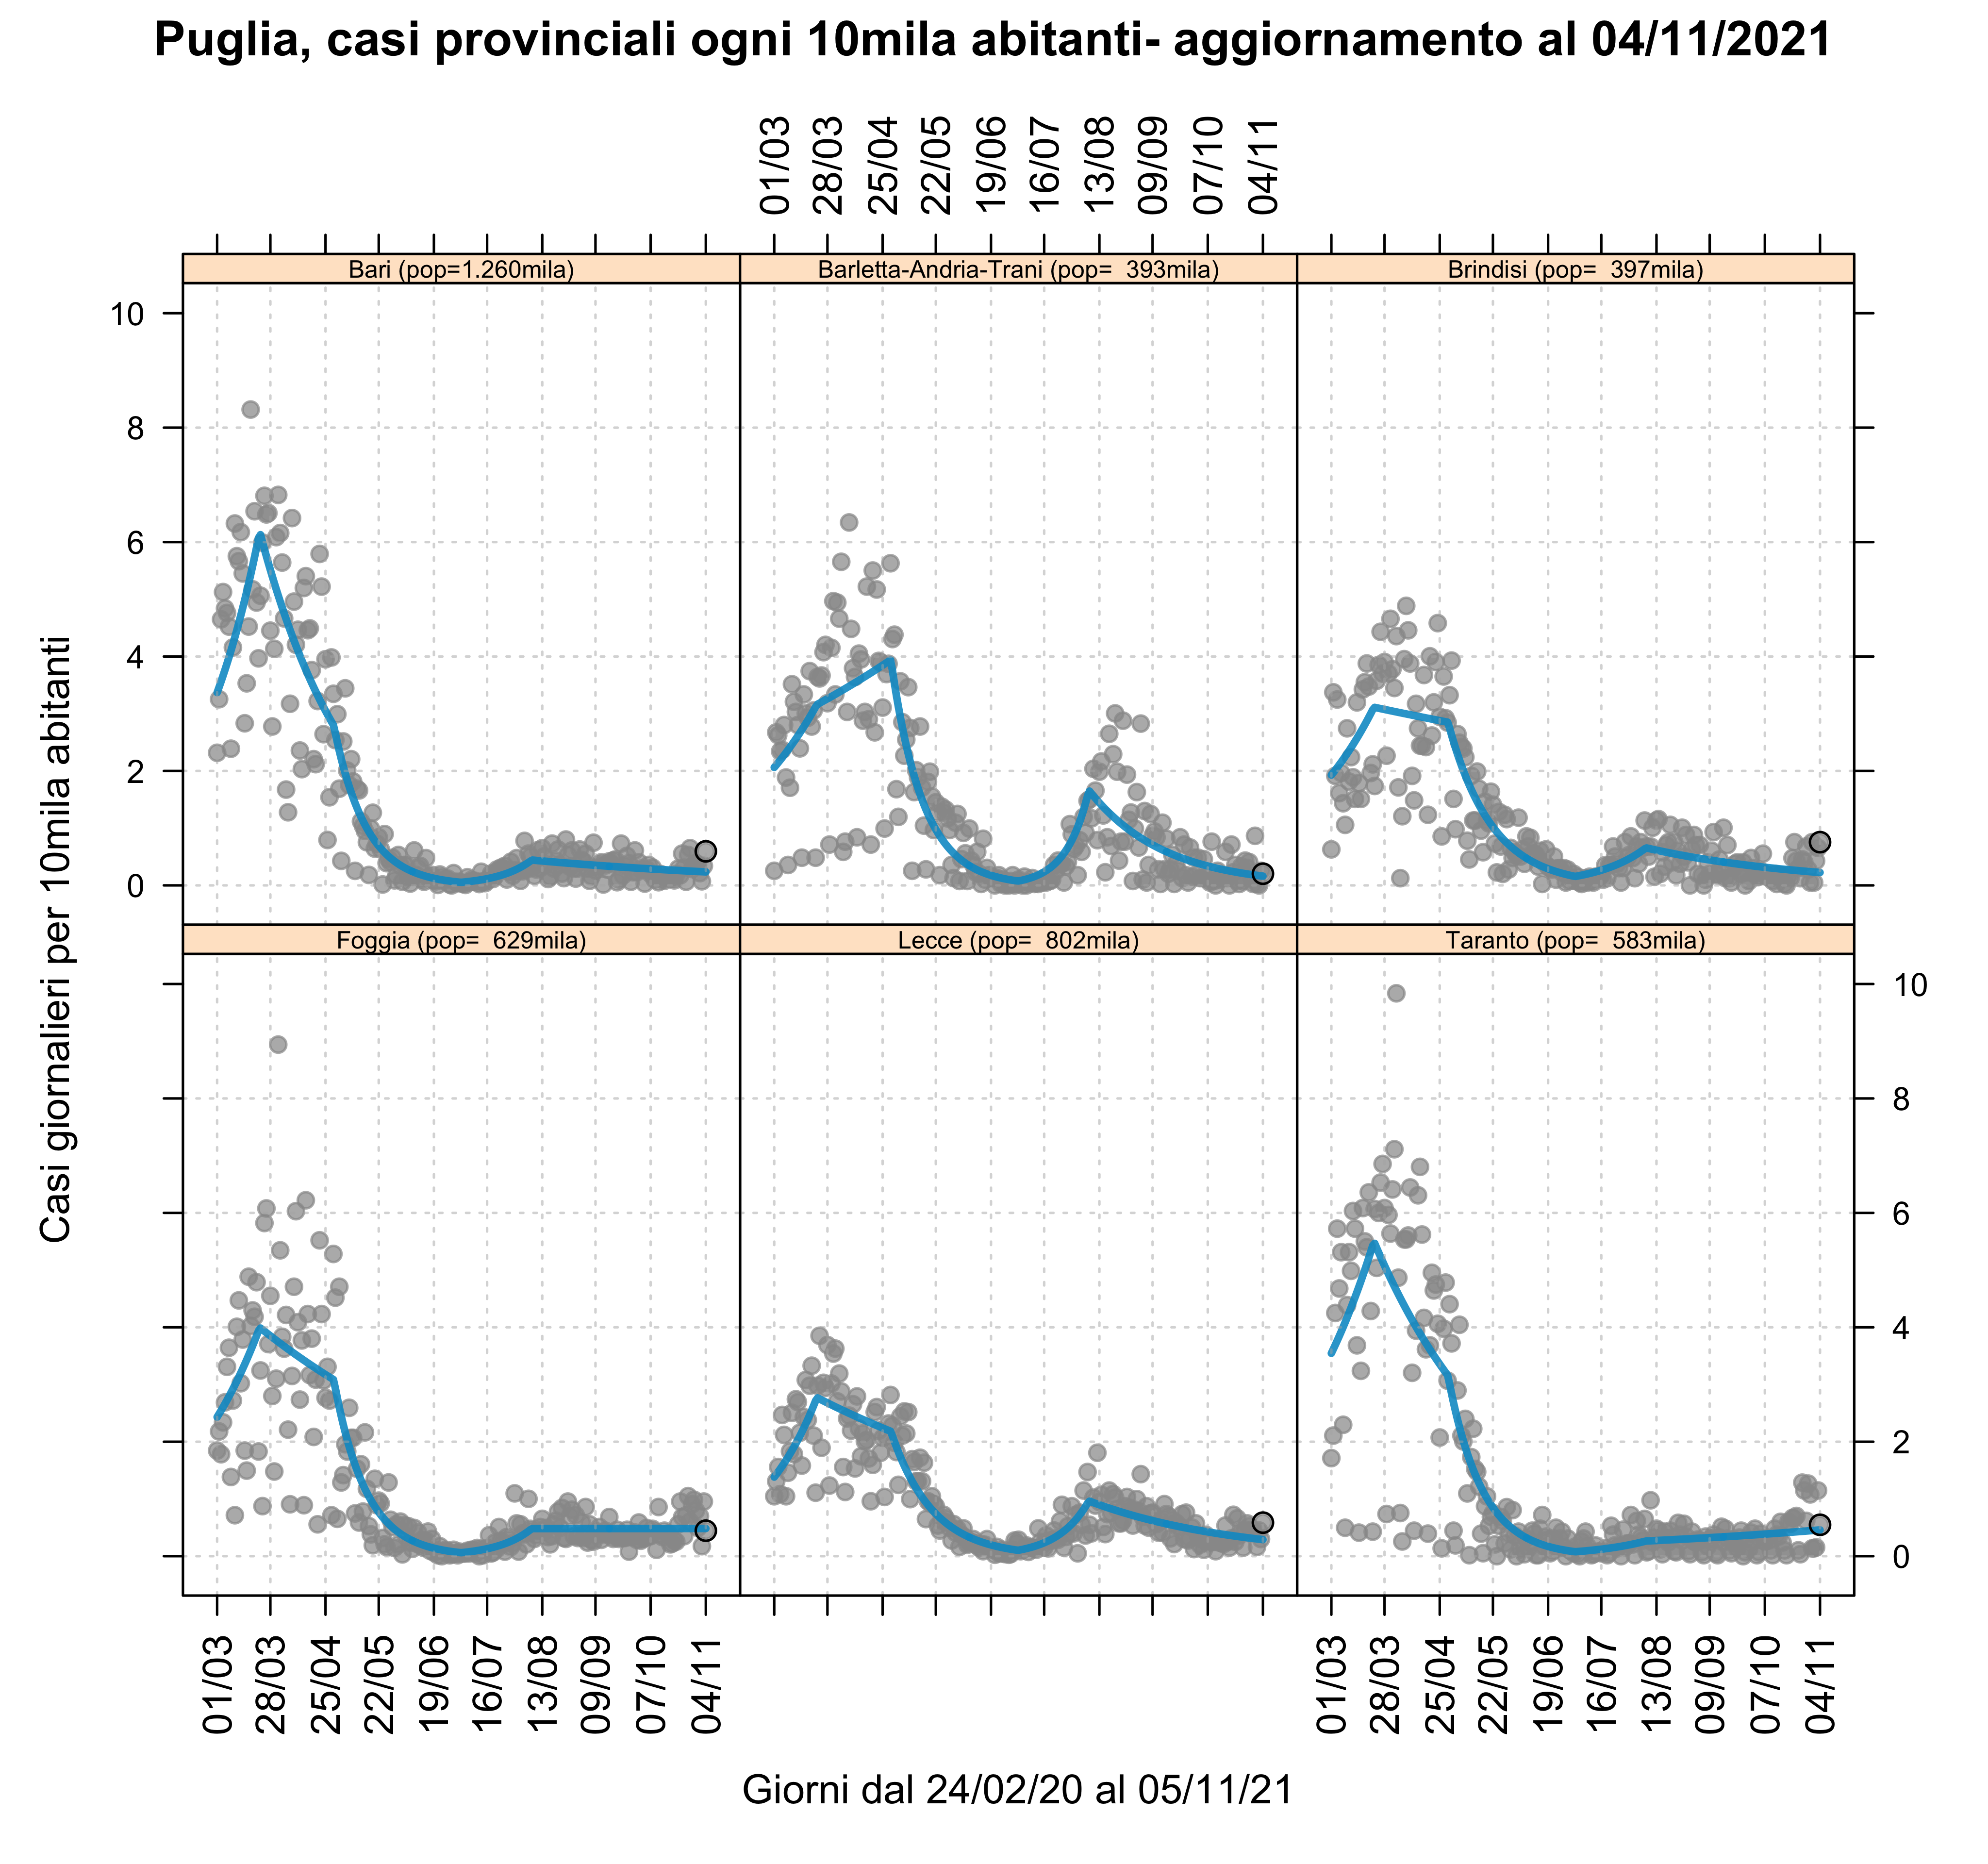 Puglia, casi provinciali ogni 10mila abitanti- aggiornamento al 04/11/2021
01/03 28/03 25/04 22/05 19/06 16/07 13/08 09/09 07/10 04/11
Bari (pop=1.260mila)
Barletta-Andria-Trani (pop=  393mila)
Brindisi (pop=  397mila)
10
8
6
4
2
0
Casi giornalieri per 10mila abitanti
Foggia (pop=  629mila)
Lecce (pop=  802mila)
Taranto (pop=  583mila)
10
8
6
4
2
0
01/03 28/03 25/04 22/05 19/06 16/07 13/08 09/09 07/10 04/11
01/03 28/03 25/04 22/05 19/06 16/07 13/08 09/09 07/10 04/11
Giorni dal 24/02/20 al 05/11/21